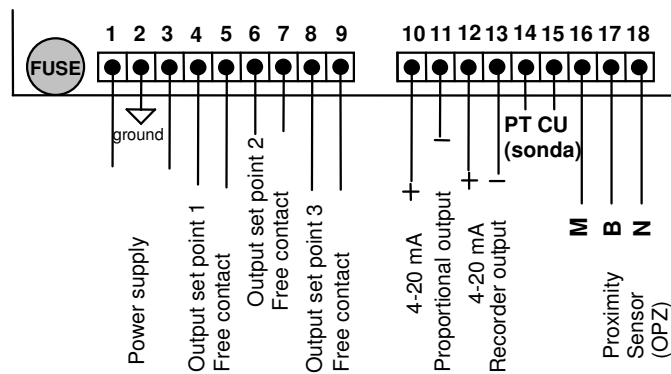 FUSE
1 2 3 4 5 6 7 8 9
10 11 12 13 14 15 16 17 18
ground
Power supply
Output set point 1
Free contact
Output set point 2
Free contact
Output set point 3
Free contact
+ −
4-20 mA
Proportional output
+ −
4-20 mA
Recorder output
PT CU
(sonda)
M
B
N
Proximity
Sensor
(OPZ)